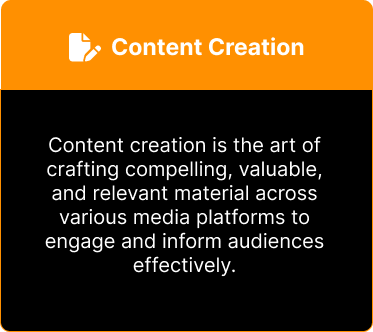 Content Creation
Content creation is the art of
crafting compelling, valuable,
and relevant material across
various media platforms to
engage and inform audiences
effectively.